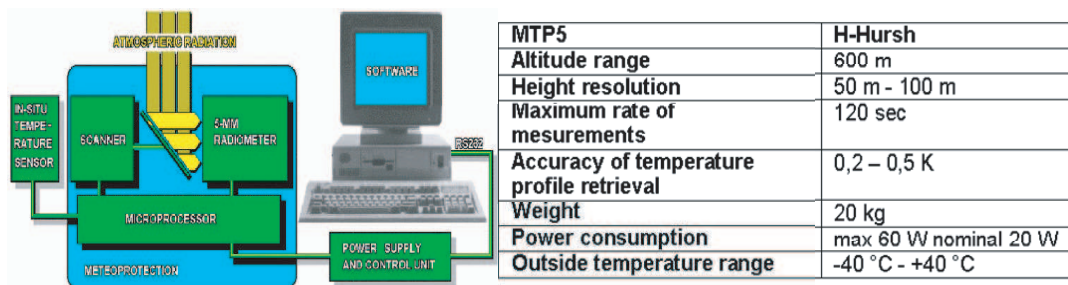 ATMOSPHERIC RADIATION
IN-SITU
TEMPE-
RATURE
SENSOR
SCANNER
5-MM
RADIOMETER
MICROPROCESSOR
METEOPROTECTION
SOFTWARE
RS232
POWER SUPPLY
AND CONTROL UNIT
MTP5 H-Hursh
Altitude range 600 m
Height resolution 50 m - 100 m
Maximum rate of 120 sec
mesurements
Accuracy of temperature 0,2 – 0,5 K
profile retrieval
Weight 20 kg
Power consumption max 60 W nominal 20 W
Outside temperature range -40 °C - +40 °C